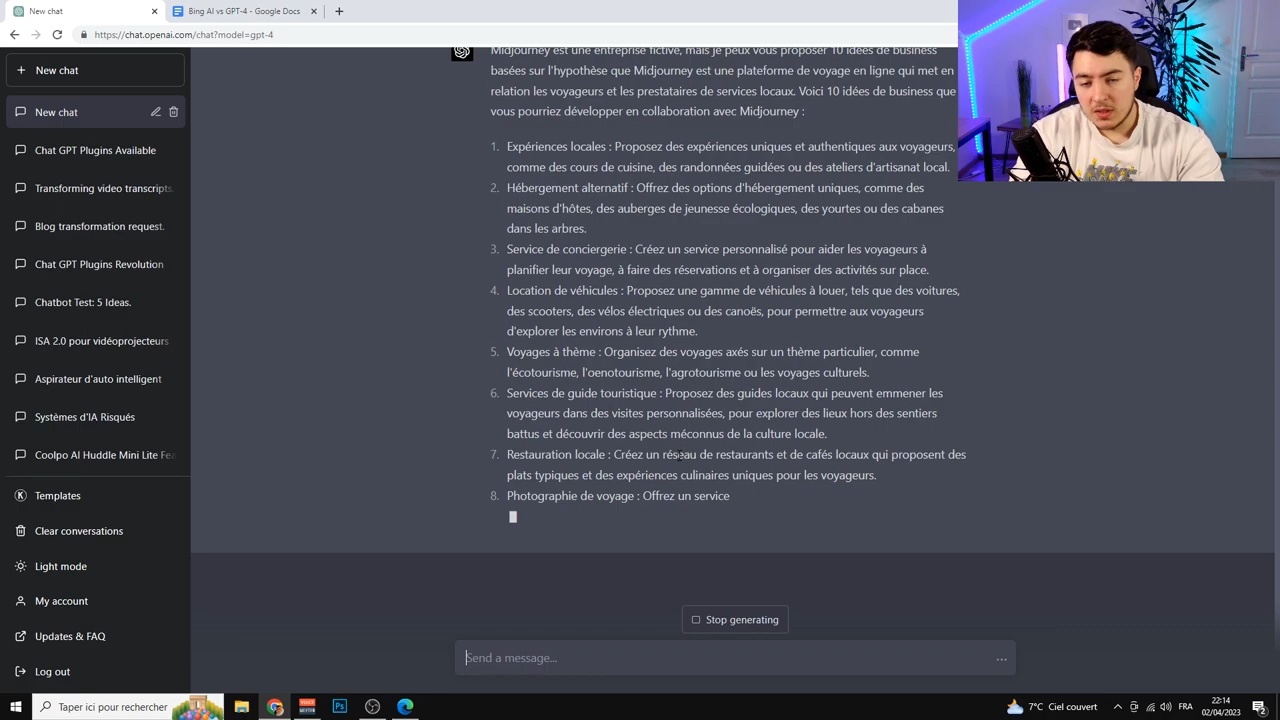 New chat
Bing AI vs GPT-4 - Google Docs
https://chat.openai.com/chat?model=gpt-4
New chat
New chat
Chat GPT Plugins Available
Transforming video transcripts.
Blog transformation request.
Chat GPT Plugins Revolution
Chatbot Test: 5 Ideas.
ISA 2.0 pour vidéoprojecteurs
Aspirateur d'auto intelligent
Systèmes d'IA Risqués
Coolpo AI Huddle Mini Lite Fea
Templates
Clear conversations
Light mode
My account
Updates & FAQ
Log out
Midjourney est une entreprise fictive, mais je peux vous proposer 10 idées de business
basées sur l'hypothèse que Midjourney est une plateforme de voyage en ligne qui met en
relation les voyageurs et les prestataires de services locaux. Voici 10 idées de business que
vous pourriez développer en collaboration avec Midjourney :
1. Expériences locales : Proposez des expériences uniques et authentiques aux voyageurs,
comme des cours de cuisine, des randonnées guidées ou des ateliers d'artisanat local.
2. Hébergement alternatif : Offrez des options d'hébergement uniques, comme des
maisons d'hôtes, des auberges de jeunesse écologiques, des yourtes ou des cabanes
dans les arbres.
3. Service de conciergerie : Créez un service personnalisé pour aider les voyageurs à
planifier leur voyage, à faire des réservations et à organiser des activités sur place.
4. Location de véhicules : Proposez une gamme de véhicules à louer, tels que des voitures,
des scooters, des vélos électriques ou des canoës, pour permettre aux voyageurs
d'explorer les environs à leur rythme.
5. Voyages à thème : Organisez des voyages axés sur un thème particulier, comme
l'écotourisme, l'oenotourisme, l'agrotourisme ou les voyages culturels.
6. Services de guide touristique : Proposez des guides locaux qui peuvent emmener les
voyageurs dans des visites personnalisées, pour explorer des lieux hors des sentiers
battus et découvrir des aspects méconnus de la culture locale.
7. Restauration locale : Créez un réseau de restaurants et de cafés locaux qui proposent des
plats typiques et des expériences culinaires uniques pour les voyageurs.
8. Photographie de voyage : Offrez un service
Stop generating
Send a message...
Taper ici pour rechercher
Ps
7°C Ciel couvert
FRA
22:14
02/04/2023
2